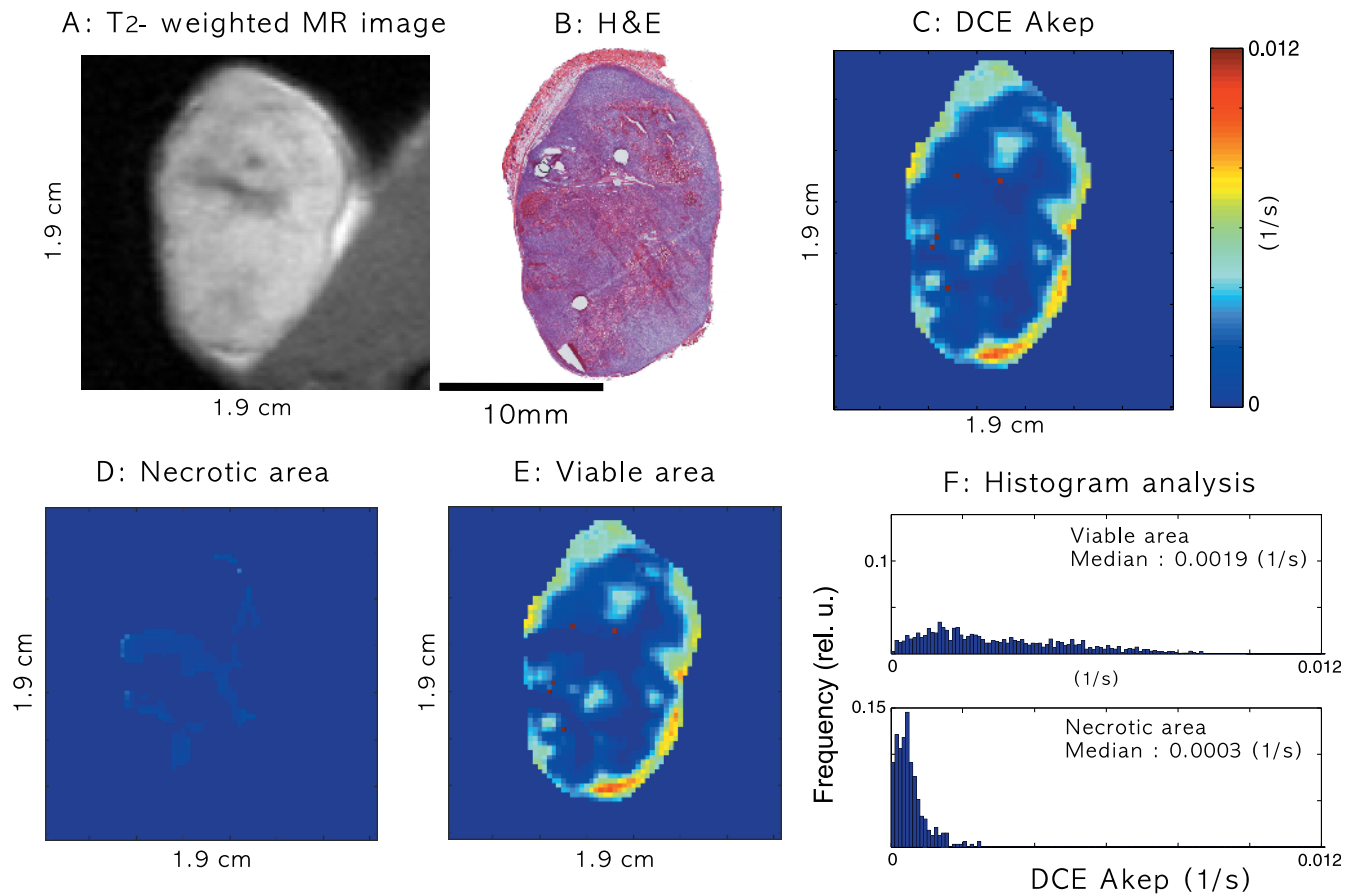 A: T2- weighted MR image
B: H&E
C: DCE Akep
1.9 cm
1.9 cm
10mm
1.9 cm
1.9 cm
0.012
(1/s)
0
D: Necrotic area
E: Viable area
F: Histogram analysis
1.9 cm
1.9 cm
1.9 cm
1.9 cm
Frequency (rel. u.)
0.1
Viable area
Median : 0.0019 (1/s)
0
(1/s)
0.012
0.15
Necrotic area
Median : 0.0003 (1/s)
0
0.012
DCE Akep (1/s)